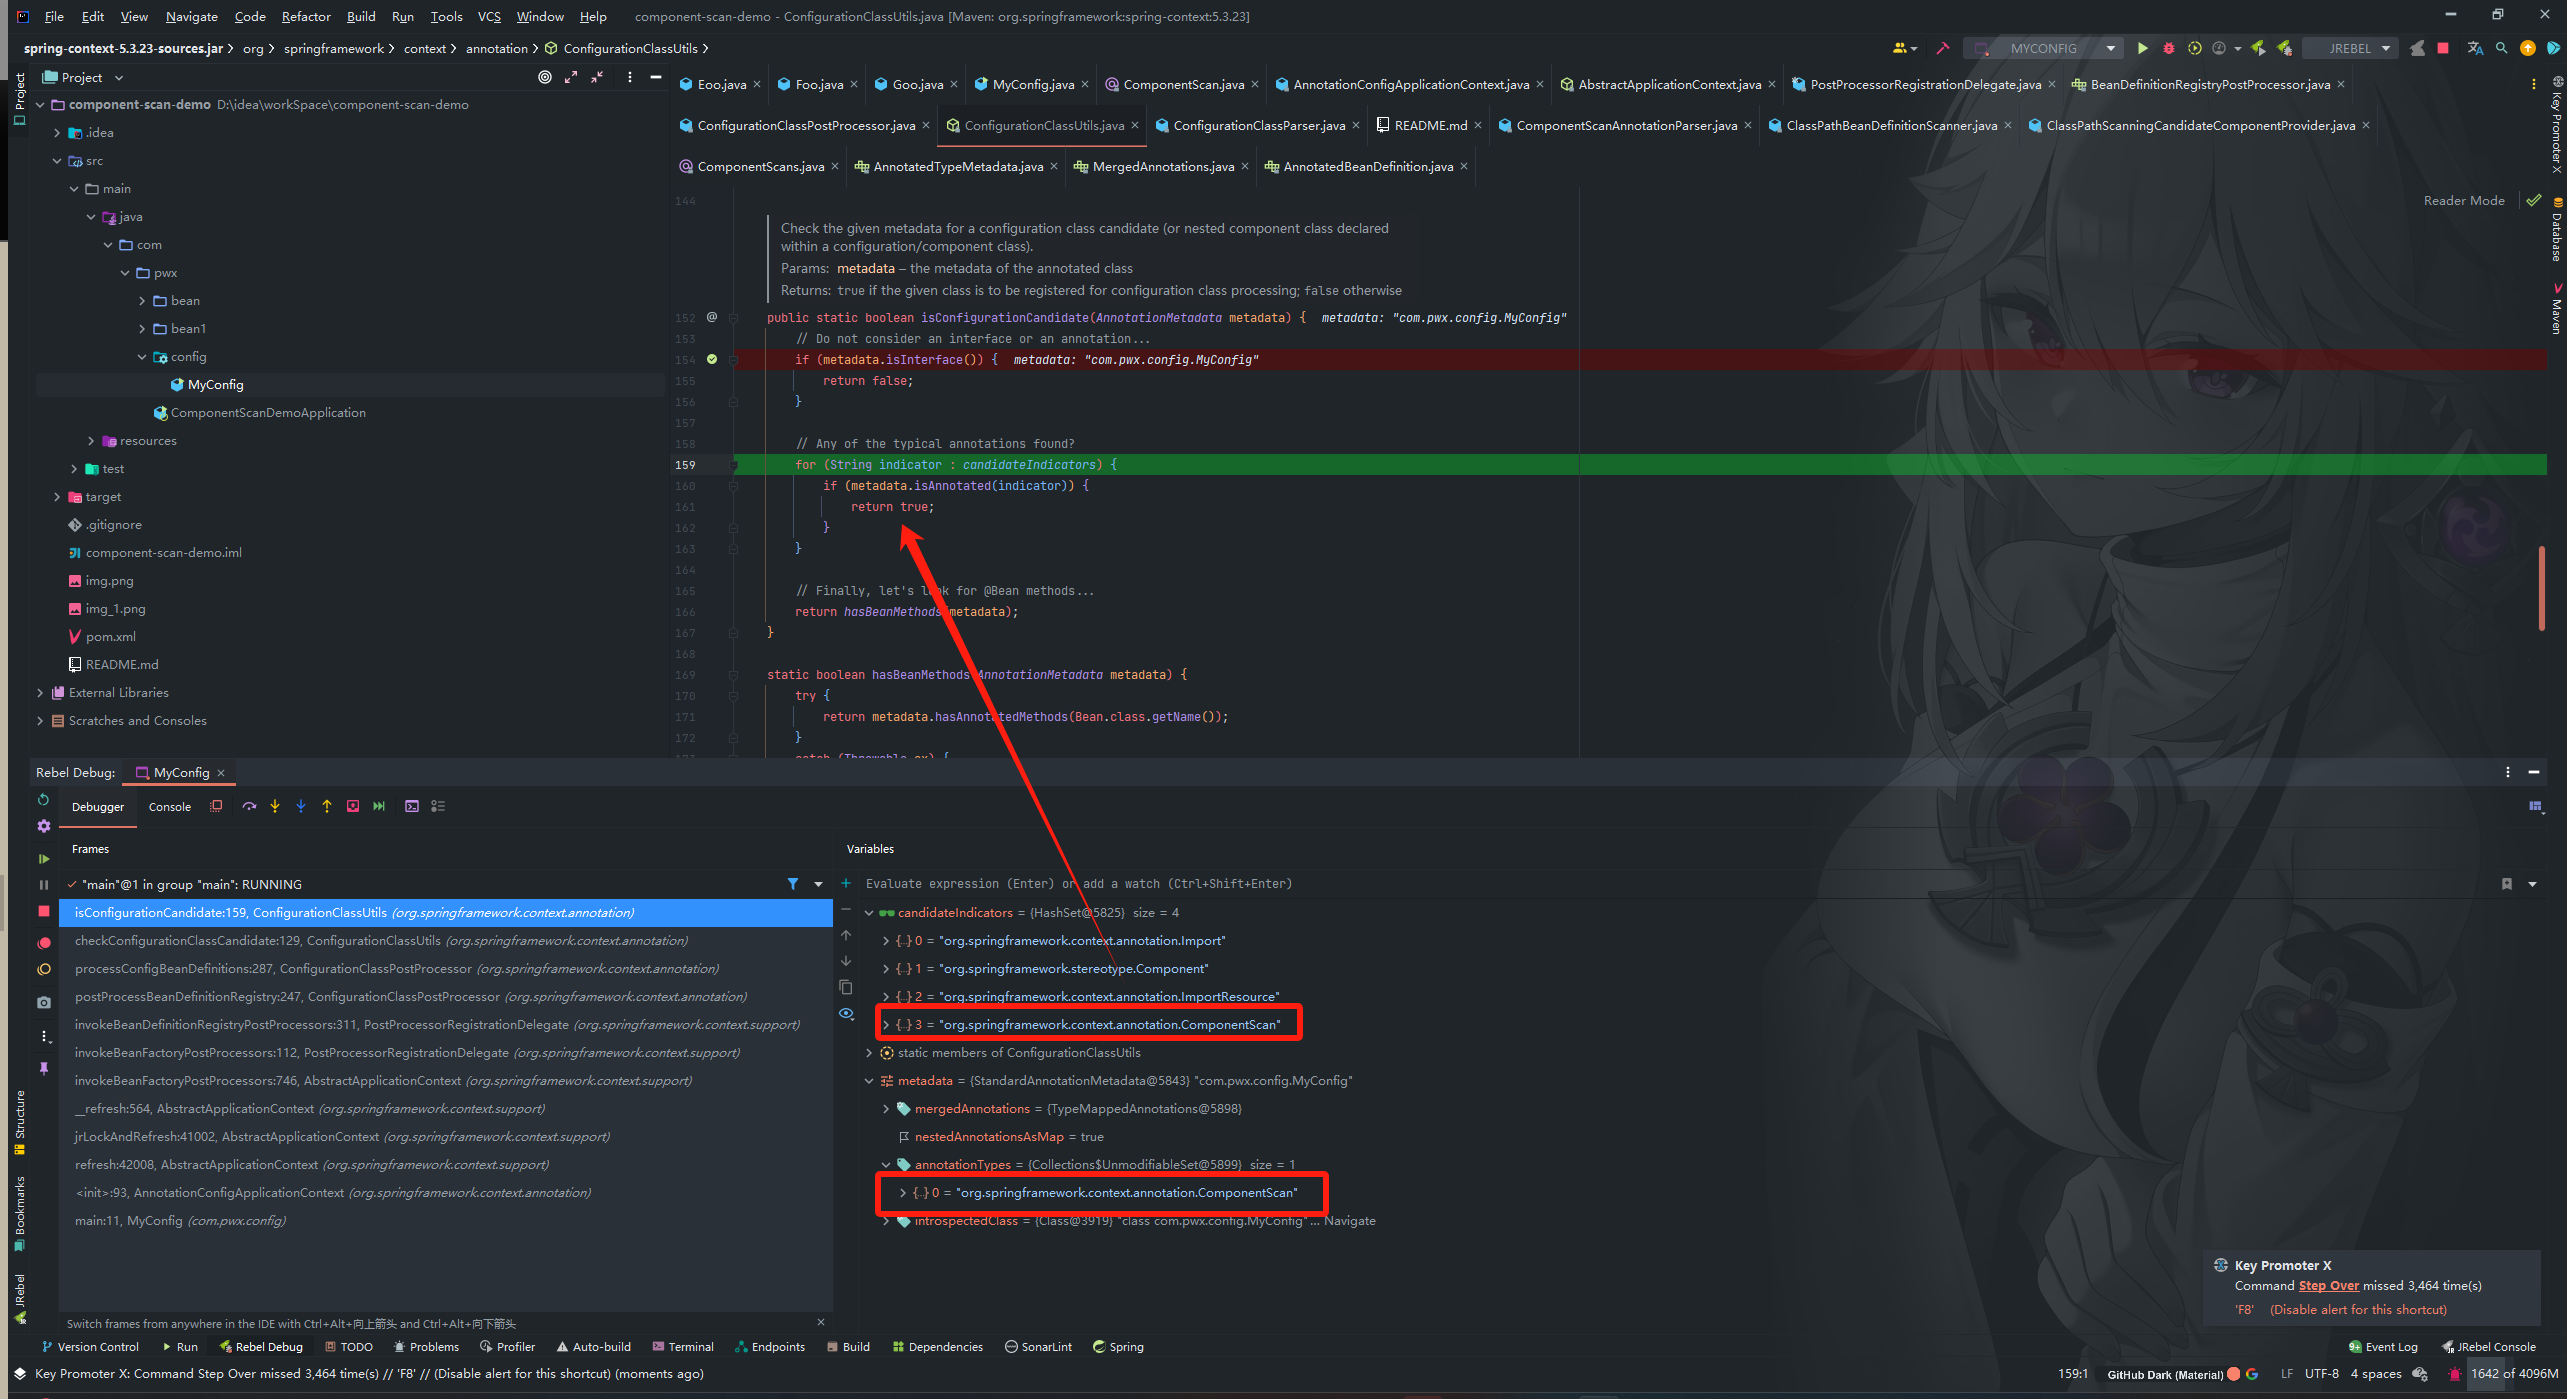 File Edit View Navigate Code Refactor Build Run Tools VCS Window Help component-scan-demo - ConfigurationClassUtils.java [Maven: org.springframework:spring-context:5.3.23]
spring-context-5.3.23-sources.jar org springframework context annotation ConfigurationClassUtils MYCONFIG JREBEL
Project
component-scan-demo D:\idea\workSpace\component-scan-demo
.idea
src
main
java
com
pwx
bean
bean1
config
MyConfig
ComponentScanDemoApplication
resources
test
target
.gitignore
component-scan-demo.iml
img.png
img_1.png
pom.xml
README.md
External Libraries
Scratches and Consoles
Eoo.java Foo.java Goo.java MyConfig.java ComponentScan.java AnnotationConfigApplicationContext.java AbstractApplicationContext.java PostProcessorRegistrationDelegate.java BeanDefinitionRegistryPostProcessor.java
ConfigurationClassPostProcessor.java ConfigurationClassUtils.java ConfigurationClassParser.java README.md ComponentScanAnnotationParser.java ClassPathBeanDefinitionScanner.java ClassPathScanningCandidateComponentProvider.java
ComponentScans.java AnnotatedTypeMetadata.java MergedAnnotations.java AnnotatedBeanDefinition.java
144
Reader Mode
Check the given metadata for a configuration class candidate (or nested component class declared
within a configuration/component class).
Params: metadata – the metadata of the annotated class
Returns: true if the given class is to be registered for configuration class processing; false otherwise
152 @ public static boolean isConfigurationCandidate(AnnotationMetadata metadata) { metadata: "com.pwx.config.MyConfig"
153 // Do not consider an interface or an annotation...
154 if (metadata.isInterface()) { metadata: "com.pwx.config.MyConfig"
155 return false;
156 }
157
158 // Any of the typical annotations found?
159 for (String indicator : candidateIndicators) {
160 if (metadata.isAnnotated(indicator)) {
161 return true;
162 }
163 }
164
165 // Finally, let's look for @Bean methods...
166 return hasBeanMethods(metadata);
167 }
168
169 static boolean hasBeanMethods(AnnotationMetadata metadata) {
170 try {
171 return metadata.hasAnnotatedMethods(Bean.class.getName());
172 }
173 catch (Throwable ex) {
Project
Structure
Bookmarks
JRebel
Key Promoter X
Database
Maven
Rebel Debug: MyConfig
Debugger Console
Frames
"main"@1 in group "main": RUNNING
isConfigurationCandidate:159, ConfigurationClassUtils (org.springframework.context.annotation)
checkConfigurationClassCandidate:129, ConfigurationClassUtils (org.springframework.context.annotation)
processConfigBeanDefinitions:287, ConfigurationClassPostProcessor (org.springframework.context.annotation)
postProcessBeanDefinitionRegistry:247, ConfigurationClassPostProcessor (org.springframework.context.annotation)
invokeBeanDefinitionRegistryPostProcessors:311, PostProcessorRegistrationDelegate (org.springframework.context.support)
invokeBeanFactoryPostProcessors:112, PostProcessorRegistrationDelegate (org.springframework.context.support)
invokeBeanFactoryPostProcessors:746, AbstractApplicationContext (org.springframework.context.support)
__refresh:564, AbstractApplicationContext (org.springframework.context.support)
jrLockAndRefresh:41002, AbstractApplicationContext (org.springframework.context.support)
refresh:42008, AbstractApplicationContext (org.springframework.context.support)
<init>:93, AnnotationConfigApplicationContext (org.springframework.context.annotation)
main:11, MyConfig (com.pwx.config)
Switch frames from anywhere in the IDE with Ctrl+Alt+向上箭头 and Ctrl+Alt+向下箭头
Variables
Evaluate expression (Enter) or add a watch (Ctrl+Shift+Enter)
candidateIndicators = {HashSet@5825} size = 4
0 = "org.springframework.context.annotation.Import"
1 = "org.springframework.stereotype.Component"
2 = "org.springframework.context.annotation.ImportResource"
3 = "org.springframework.context.annotation.ComponentScan"
static members of ConfigurationClassUtils
metadata = {StandardAnnotationMetadata@5843} "com.pwx.config.MyConfig"
mergedAnnotations = {TypeMappedAnnotations@5898}
nestedAnnotationsAsMap = true
annotationTypes = {Collections$UnmodifiableSet@5899} size = 1
0 = "org.springframework.context.annotation.ComponentScan"
introspectedClass = {Class@3919} "class com.pwx.config.MyConfig"... Navigate
Key Promoter X
Command Step Over missed 3,464 time(s)
'F8' (Disable alert for this shortcut)
Version Control Run Rebel Debug TODO Problems Profiler Auto-build Terminal Endpoints Build Dependencies SonarLint Spring Event Log JRebel Console
Key Promoter X: Command Step Over missed 3,464 time(s) // 'F8' // (Disable alert for this shortcut) (moments ago) 159:1 GitHub Dark (Material) LF UTF-8 4 spaces 1642 of 4096M